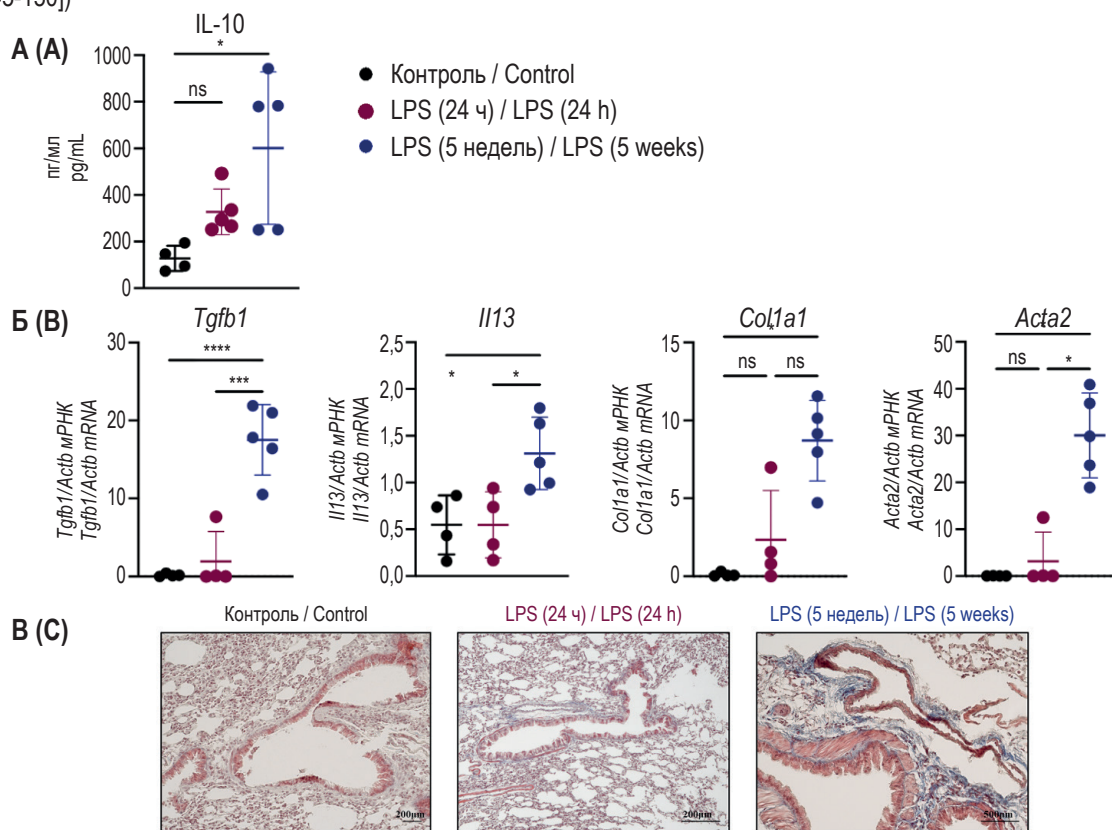 5-150])
А (A)
IL-10
*
ns
1000
800
600
400
200
0
пг/мл
pg/mL
Контроль / Control
LPS (24 ч) / LPS (24 h)
LPS (5 недель) / LPS (5 weeks)
Б (B)
Tgfb1
****
***
30
20
10
0
Tgfb1/Actb мРНК
Tgfb1/Actb mRNA
Il13
*
*
2,5
2,0
1,5
1,0
0,5
0,0
Il13/Actb мРНК
Il13/Actb mRNA
Col1a1
*
ns
ns
15
10
5
0
Col1a1/Actb мРНК
Col1a1/Actb mRNA
Acta2
ns
*
50
40
30
20
10
0
Acta2/Actb мРНК
Acta2/Actb mRNA
В (C)
Контроль / Control
LPS (24 ч) / LPS (24 h)
LPS (5 недель) / LPS (5 weeks)
200µm
200µm
500µm